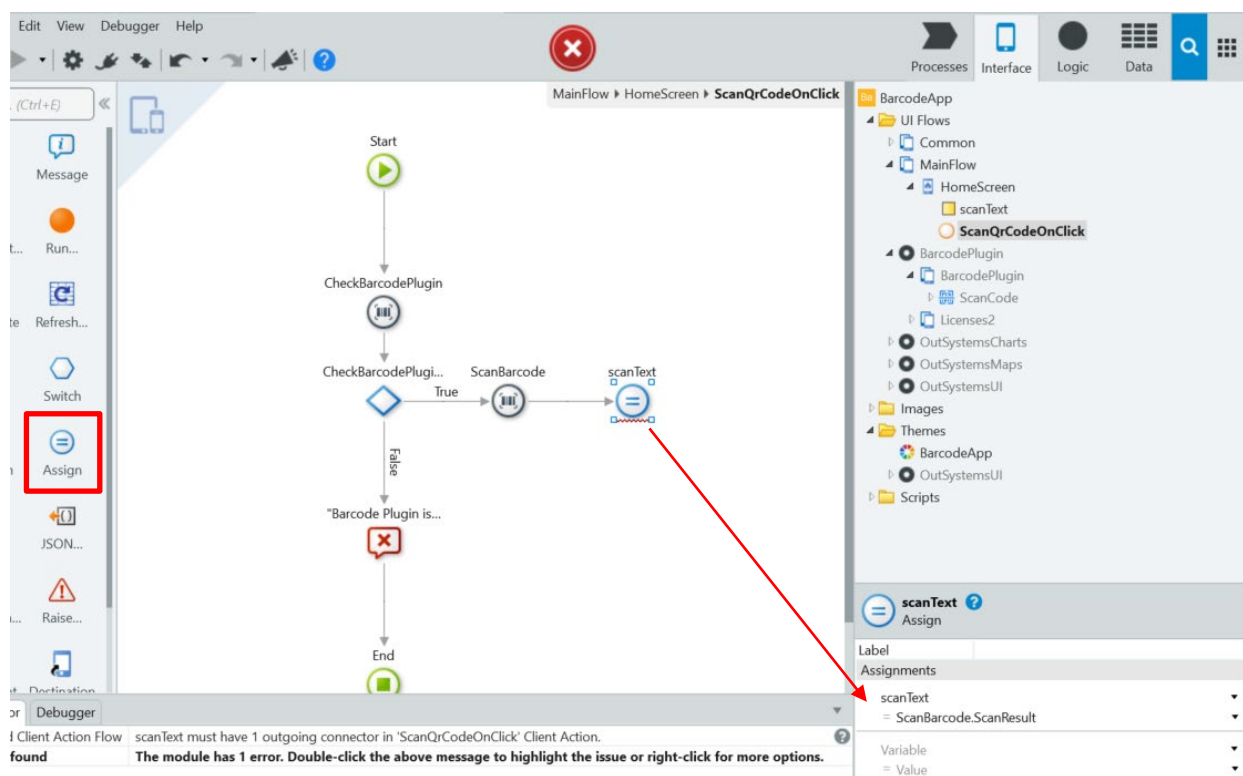 Edit View Debugger Help
Processes Interface Logic Data
(Ctrl+E)
Message
Run...
Refresh...
Switch
Assign
JSON...
Raise...
Destination
MainFlow HomeScreen ScanQrCodeOnClick
Start
CheckBarcodePlugin
CheckBarcodePlugi... ScanBarcode scanText
True
False
"Barcode Plugin is...
End
BarcodeApp
UI Flows
Common
MainFlow
HomeScreen
scanText
ScanQrCodeOnClick
BarcodePlugin
BarcodePlugin
ScanCode
Licenses2
OutSystemsCharts
OutSystemsMaps
OutSystemsUI
Images
Themes
BarcodeApp
OutSystemsUI
Scripts
scanText
Assign
Label
Assignments
scanText
= ScanBarcode.ScanResult
Variable
= Value
Debugger
Client Action Flow scanText must have 1 outgoing connector in 'ScanQrCodeOnClick' Client Action.
found The module has 1 error. Double-click the above message to highlight the issue or right-click for more options.